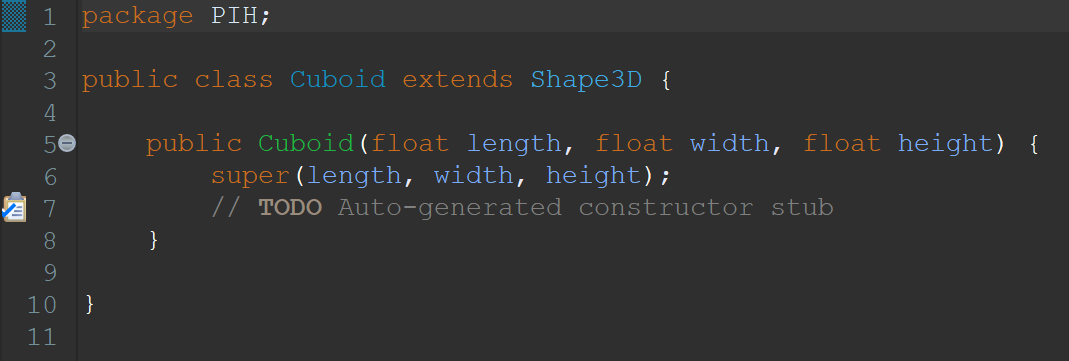 1 package PIH;
2
3 public class Cuboid extends Shape3D {
4
5 public Cuboid(float length, float width, float height) {
6 super(length, width, height);
7 // TODO Auto-generated constructor stub
8 }
9
10 }
11